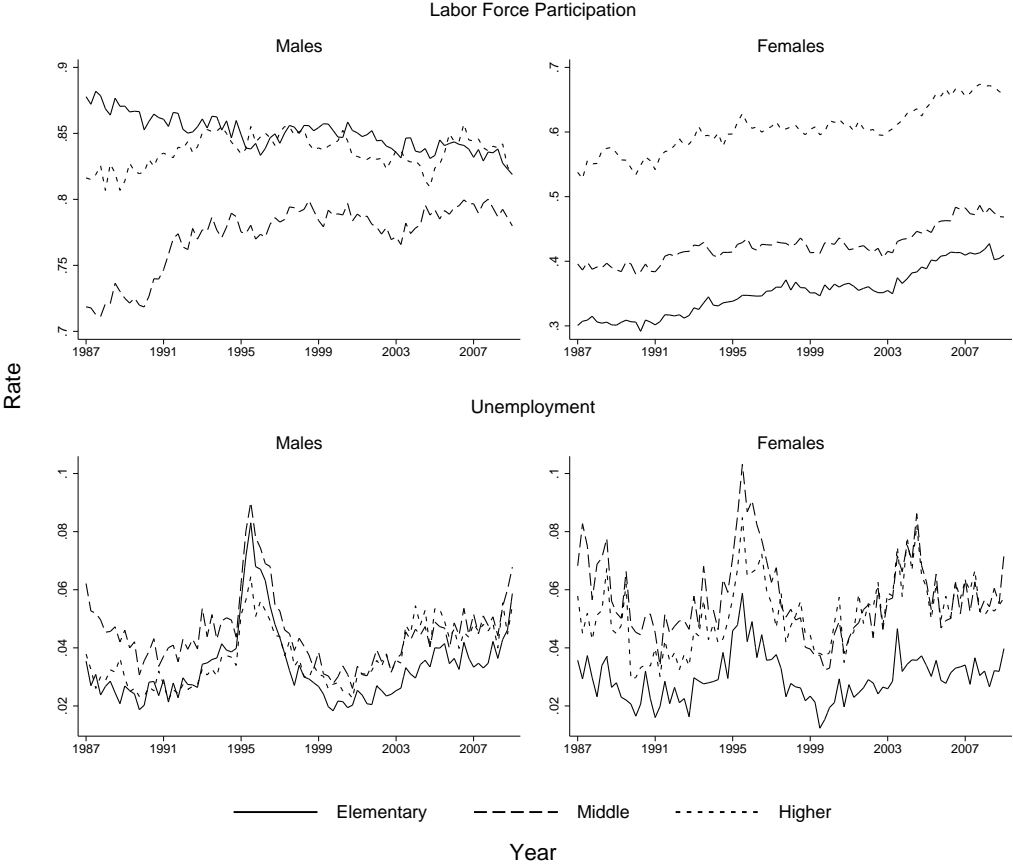 Labor Force Participation
Males
Females
.9
.85
.8
.75
.7
1987 1991 1995 1999 2003 2007
.7
.6
.5
.4
.3
1987 1991 1995 1999 2003 2007
Rate
Unemployment
Males
Females
.1
.08
.06
.04
.02
1987 1991 1995 1999 2003 2007
.1
.08
.06
.04
.02
1987 1991 1995 1999 2003 2007
Elementary Middle Higher
Year